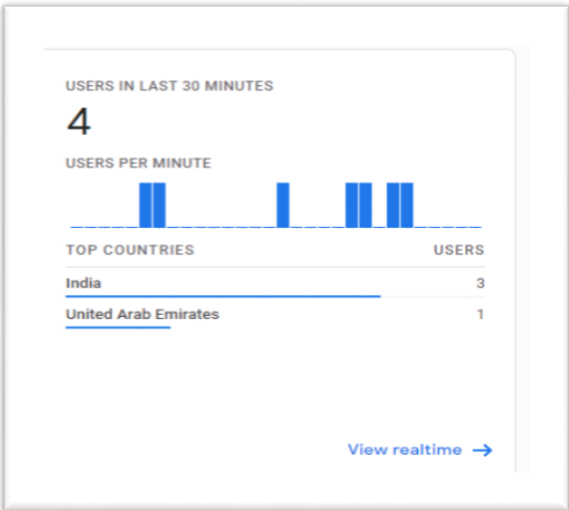 USERS IN LAST 30 MINUTES
4
USERS PER MINUTE
TOP COUNTRIES USERS
India 3
United Arab Emirates 1
View realtime →